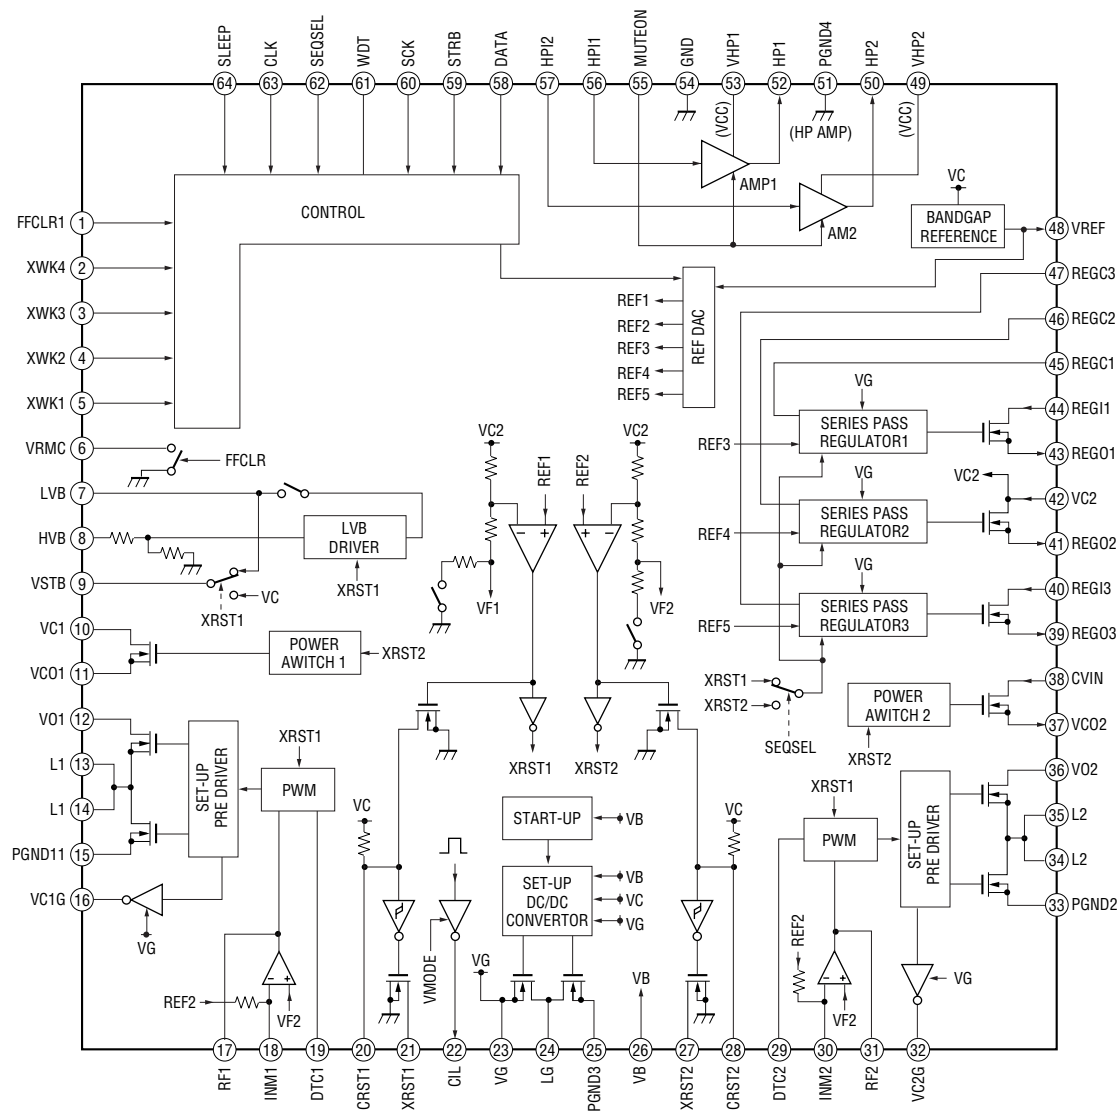 SLEEP
CLK
SEQSEL
WDT
SCK
STRB
DATA
HPI2
HPI1
MUTEON
GND
VHP1
HP1
PGND4
HP2
VHP2
64
63
62
61
60
59
58
57
56
55
54
53
52
51
50
49
(VCC)
(HP AMP)
(VCC)
AMP1
AM2
CONTROL
VC
BANDGAP
REFERENCE
FFCLR1
1
XWK4
2
XWK3
3
XWK2
4
XWK1
5
VRMC
6
LVB
7
HVB
8
VSTB
9
VC1
10
VCO1
11
VO1
12
L1
13
L1
14
PGND11
15
VC1G
16
48
VREF
47
REGC3
46
REGC2
45
REGC1
44
REGI1
43
REGO1
42
VC2
41
REGO2
40
REGI3
39
REGO3
38
CVIN
37
VCO2
36
VO2
35
L2
34
L2
33
PGND2
REF1
REF2
REF3
REF4
REF5
REF DAC
VG
SERIES PASS
REGULATOR1
REF3
VG
SERIES PASS
REGULATOR2
REF4
VC2
VG
SERIES PASS
REGULATOR3
REF5
FFCLR
LVB
DRIVER
XRST1
VC
XRST1
VC2
REF1
REF2
VC2
– +
+ –
VF1
VF2
POWER
AWITCH 1
XRST2
XRST1
XRST2
SEQSEL
POWER
AWITCH 2
XRST2
XRST1
XRST2
SET-UP
PRE DRIVER
XRST1
PWM
VG
VC
START-UP
VB
SET-UP
DC/DC
CONVERTOR
VB
VC
VG
VMODE
VG
VB
VC
XRST1
PWM
SET-UP
PRE DRIVER
VG
REF2
– +
VF2
REF2
– +
VF2
17
18
19
20
21
22
23
24
25
26
27
28
29
30
31
32
RF1
INM1
DTC1
CRST1
XRST1
CIL
VG
LG
PGND3
VB
XRST2
CRST2
DTC2
INM2
RF2
VC2G